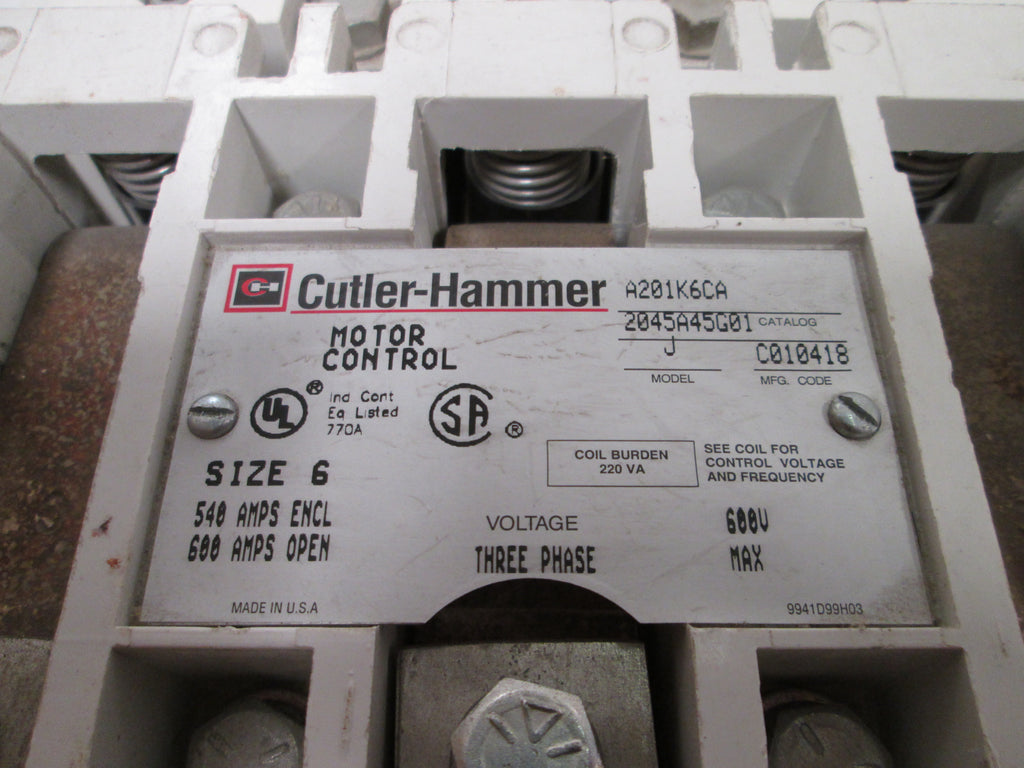 Cutler-Hammer
A201K6CA
2045A45G01 CATALOG
MOTOR
CONTROL
J
C010418
MODEL
MFG. CODE
UL ®
Ind Cont
Eq Listed
770A
SA ®
COIL BURDEN
220 VA
SEE COIL FOR
CONTROL VOLTAGE
AND FREQUENCY
SIZE 6
540 AMPS ENCL
600 AMPS OPEN
VOLTAGE
THREE PHASE
600V
MAX
MADE IN U.S.A
9941D99H03